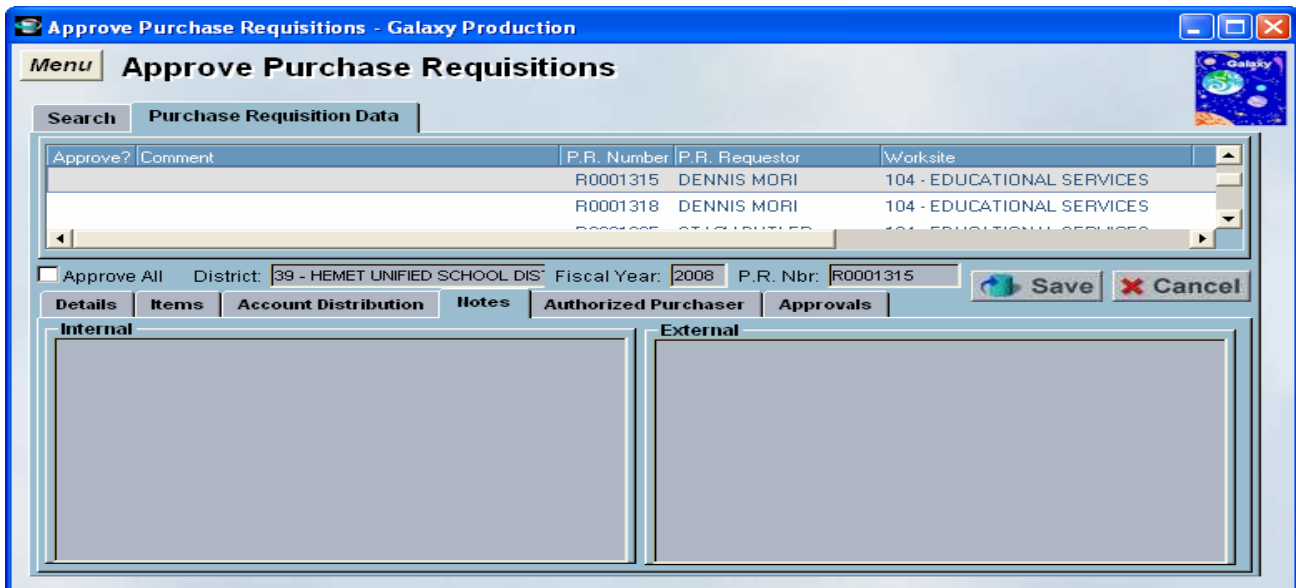 Approve Purchase Requisitions - Galaxy Production
Menu Approve Purchase Requisitions
Galaxy
Search Purchase Requisition Data
Approve? Comment P.R. Number P.R. Requestor Worksite
R0001315 DENNIS MORI 104 - EDUCATIONAL SERVICES
R0001318 DENNIS MORI 104 - EDUCATIONAL SERVICES
Approve All District: 39 - HEMET UNIFIED SCHOOL DIS Fiscal Year: 2008 P.R. Nbr: R0001315 Save Cancel
Details Items Account Distribution Notes Authorized Purchaser Approvals
Internal External